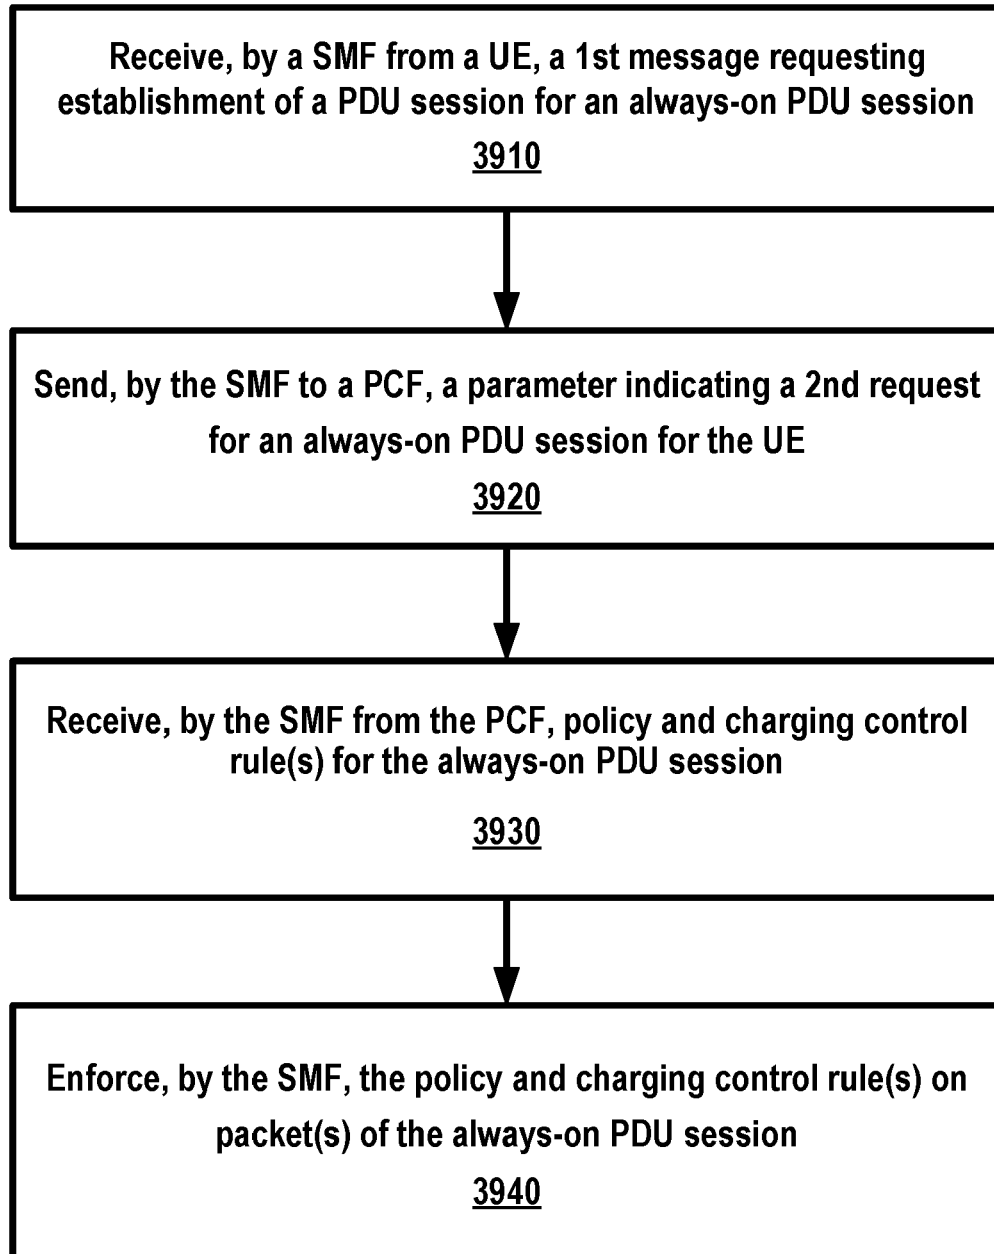 Receive, by a SMF from a UE, a 1st message requesting
establishment of a PDU session for an always-on PDU session
3910
Send, by the SMF to a PCF, a parameter indicating a 2nd request
for an always-on PDU session for the UE
3920
Receive, by the SMF from the PCF, policy and charging control
rule(s) for the always-on PDU session
3930
Enforce, by the SMF, the policy and charging control rule(s) on
packet(s) of the always-on PDU session
3940